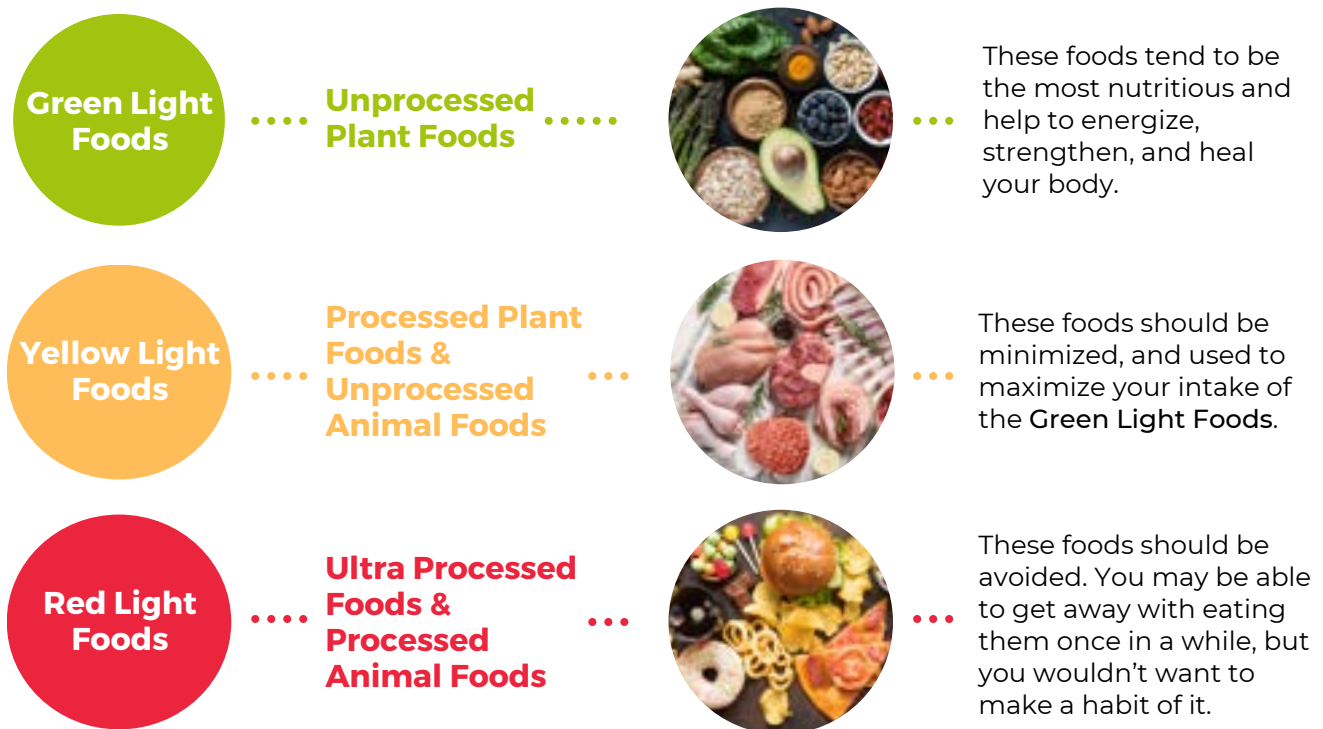 Green Light
Foods
Unprocessed
Plant Foods
These foods tend to be
the most nutritious and
help to energize,
strengthen, and heal
your body.
Yellow Light
Foods
Processed Plant
Foods &
Unprocessed
Animal Foods
These foods should be
minimized, and used to
maximize your intake of
the Green Light Foods.
Red Light
Foods
Ultra Processed
Foods &
Processed
Animal Foods
These foods should be
avoided. You may be able
to get away with eating
them once in a while, but
you wouldn’t want to
make a habit of it.